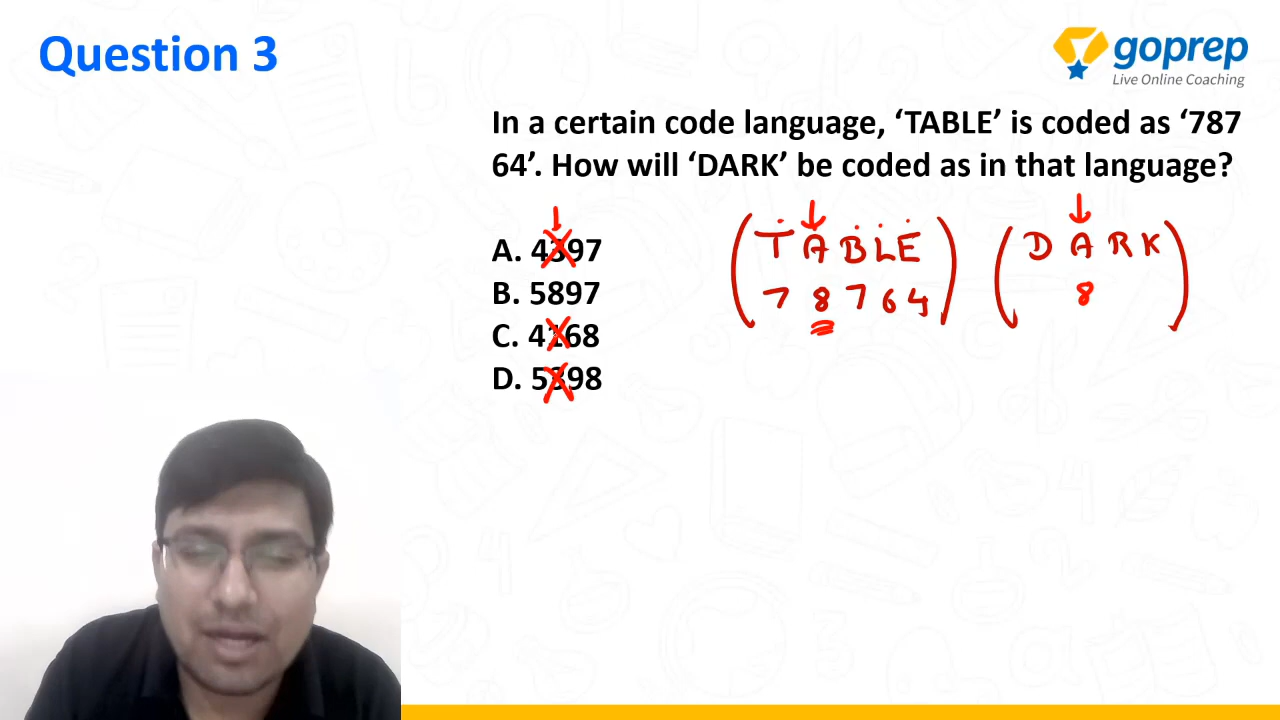 Question 3
goprep
Live Online Coaching
In a certain code language, ‘TABLE’ is coded as ‘787
64’. How will ‘DARK’ be coded as in that language?
A. 4397
B. 5897
C. 4168
D. 5398
TABLE
78764
DARK
8